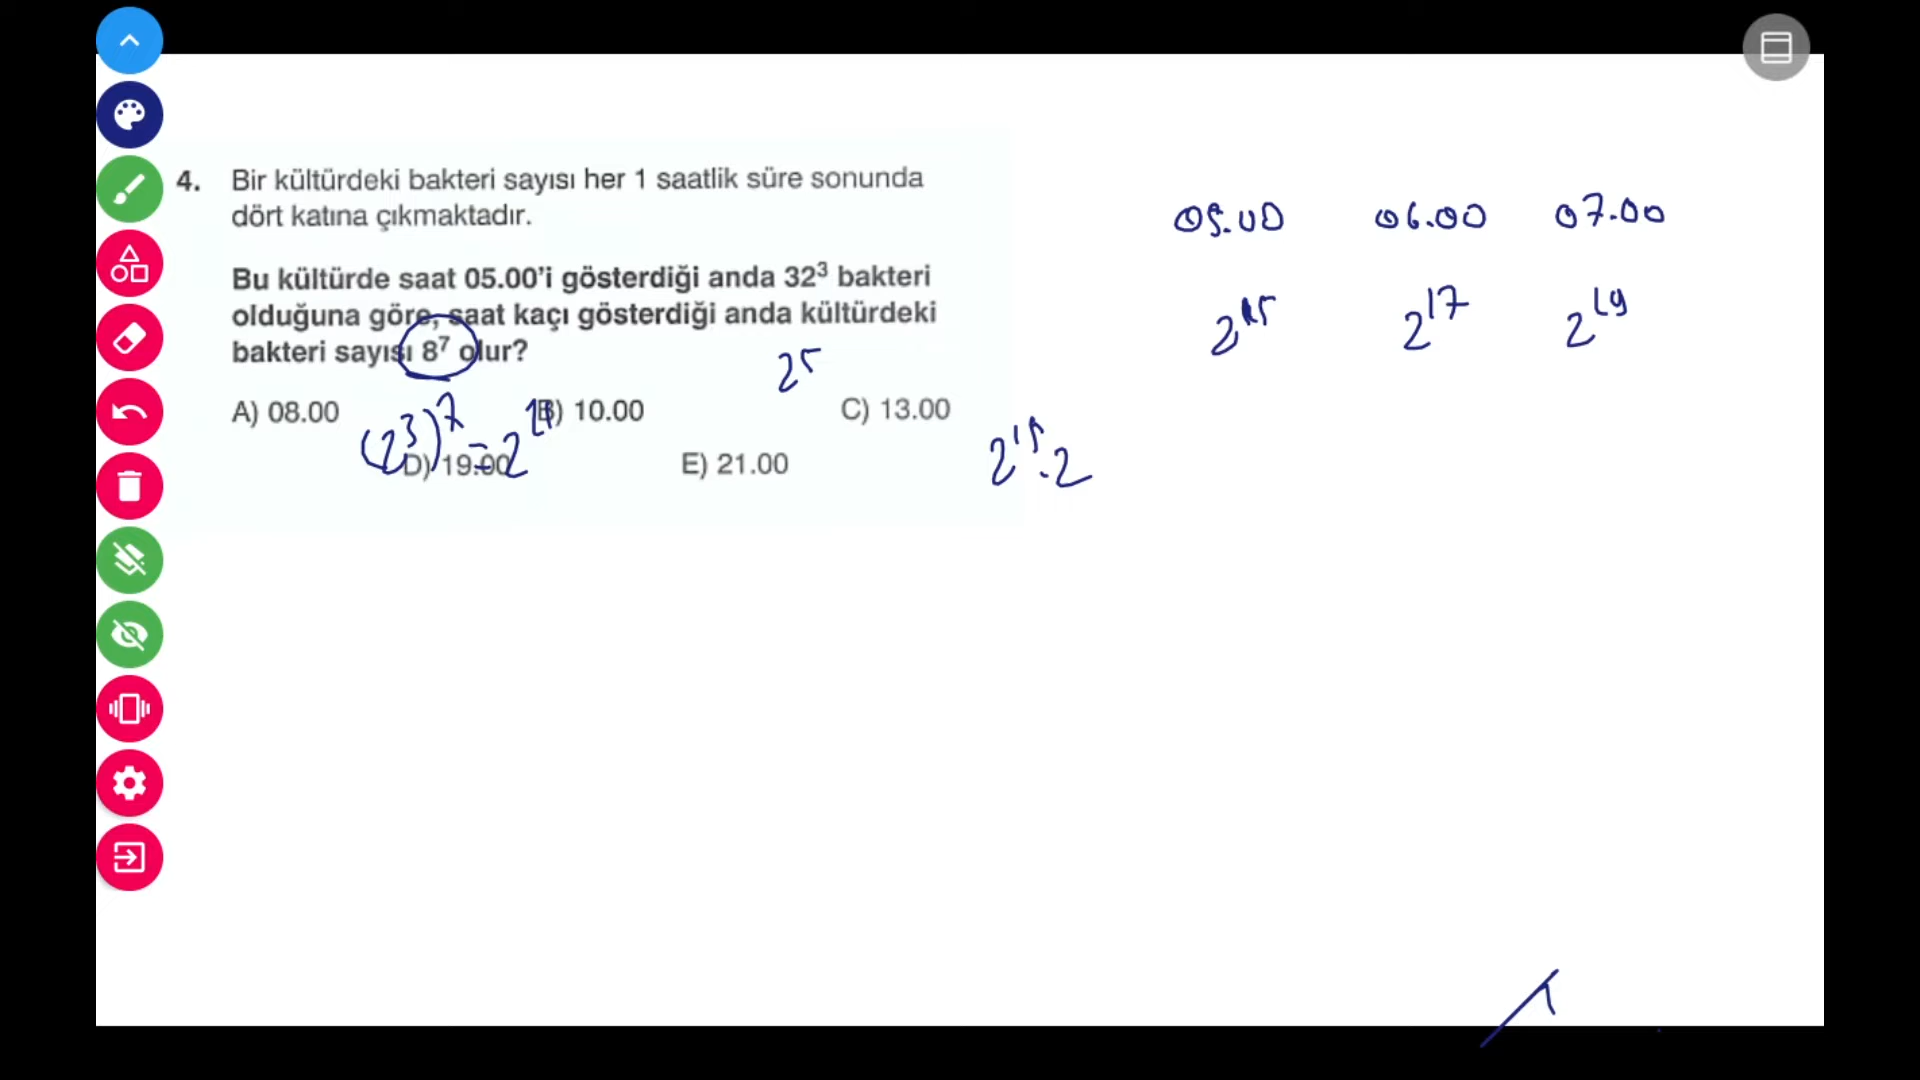 4. Bir kültürdeki bakteri sayısı her 1 saatlik süre sonunda
dört katına çıkmaktadır.
Bu kültürde saat 05.00'i gösterdiği anda 32³ bakteri
olduğuna göre, saat kaçı gösterdiği anda kültürdeki
bakteri sayısı 8⁷ olur?
A) 08.00 B) 10.00 C) 13.00
D) 19.00 E) 21.00
2⁵
(2³)⁷ = 2²¹
2¹⁵.2
05.00 06.00 07.00
2¹⁵ 2¹⁷ 2¹⁹